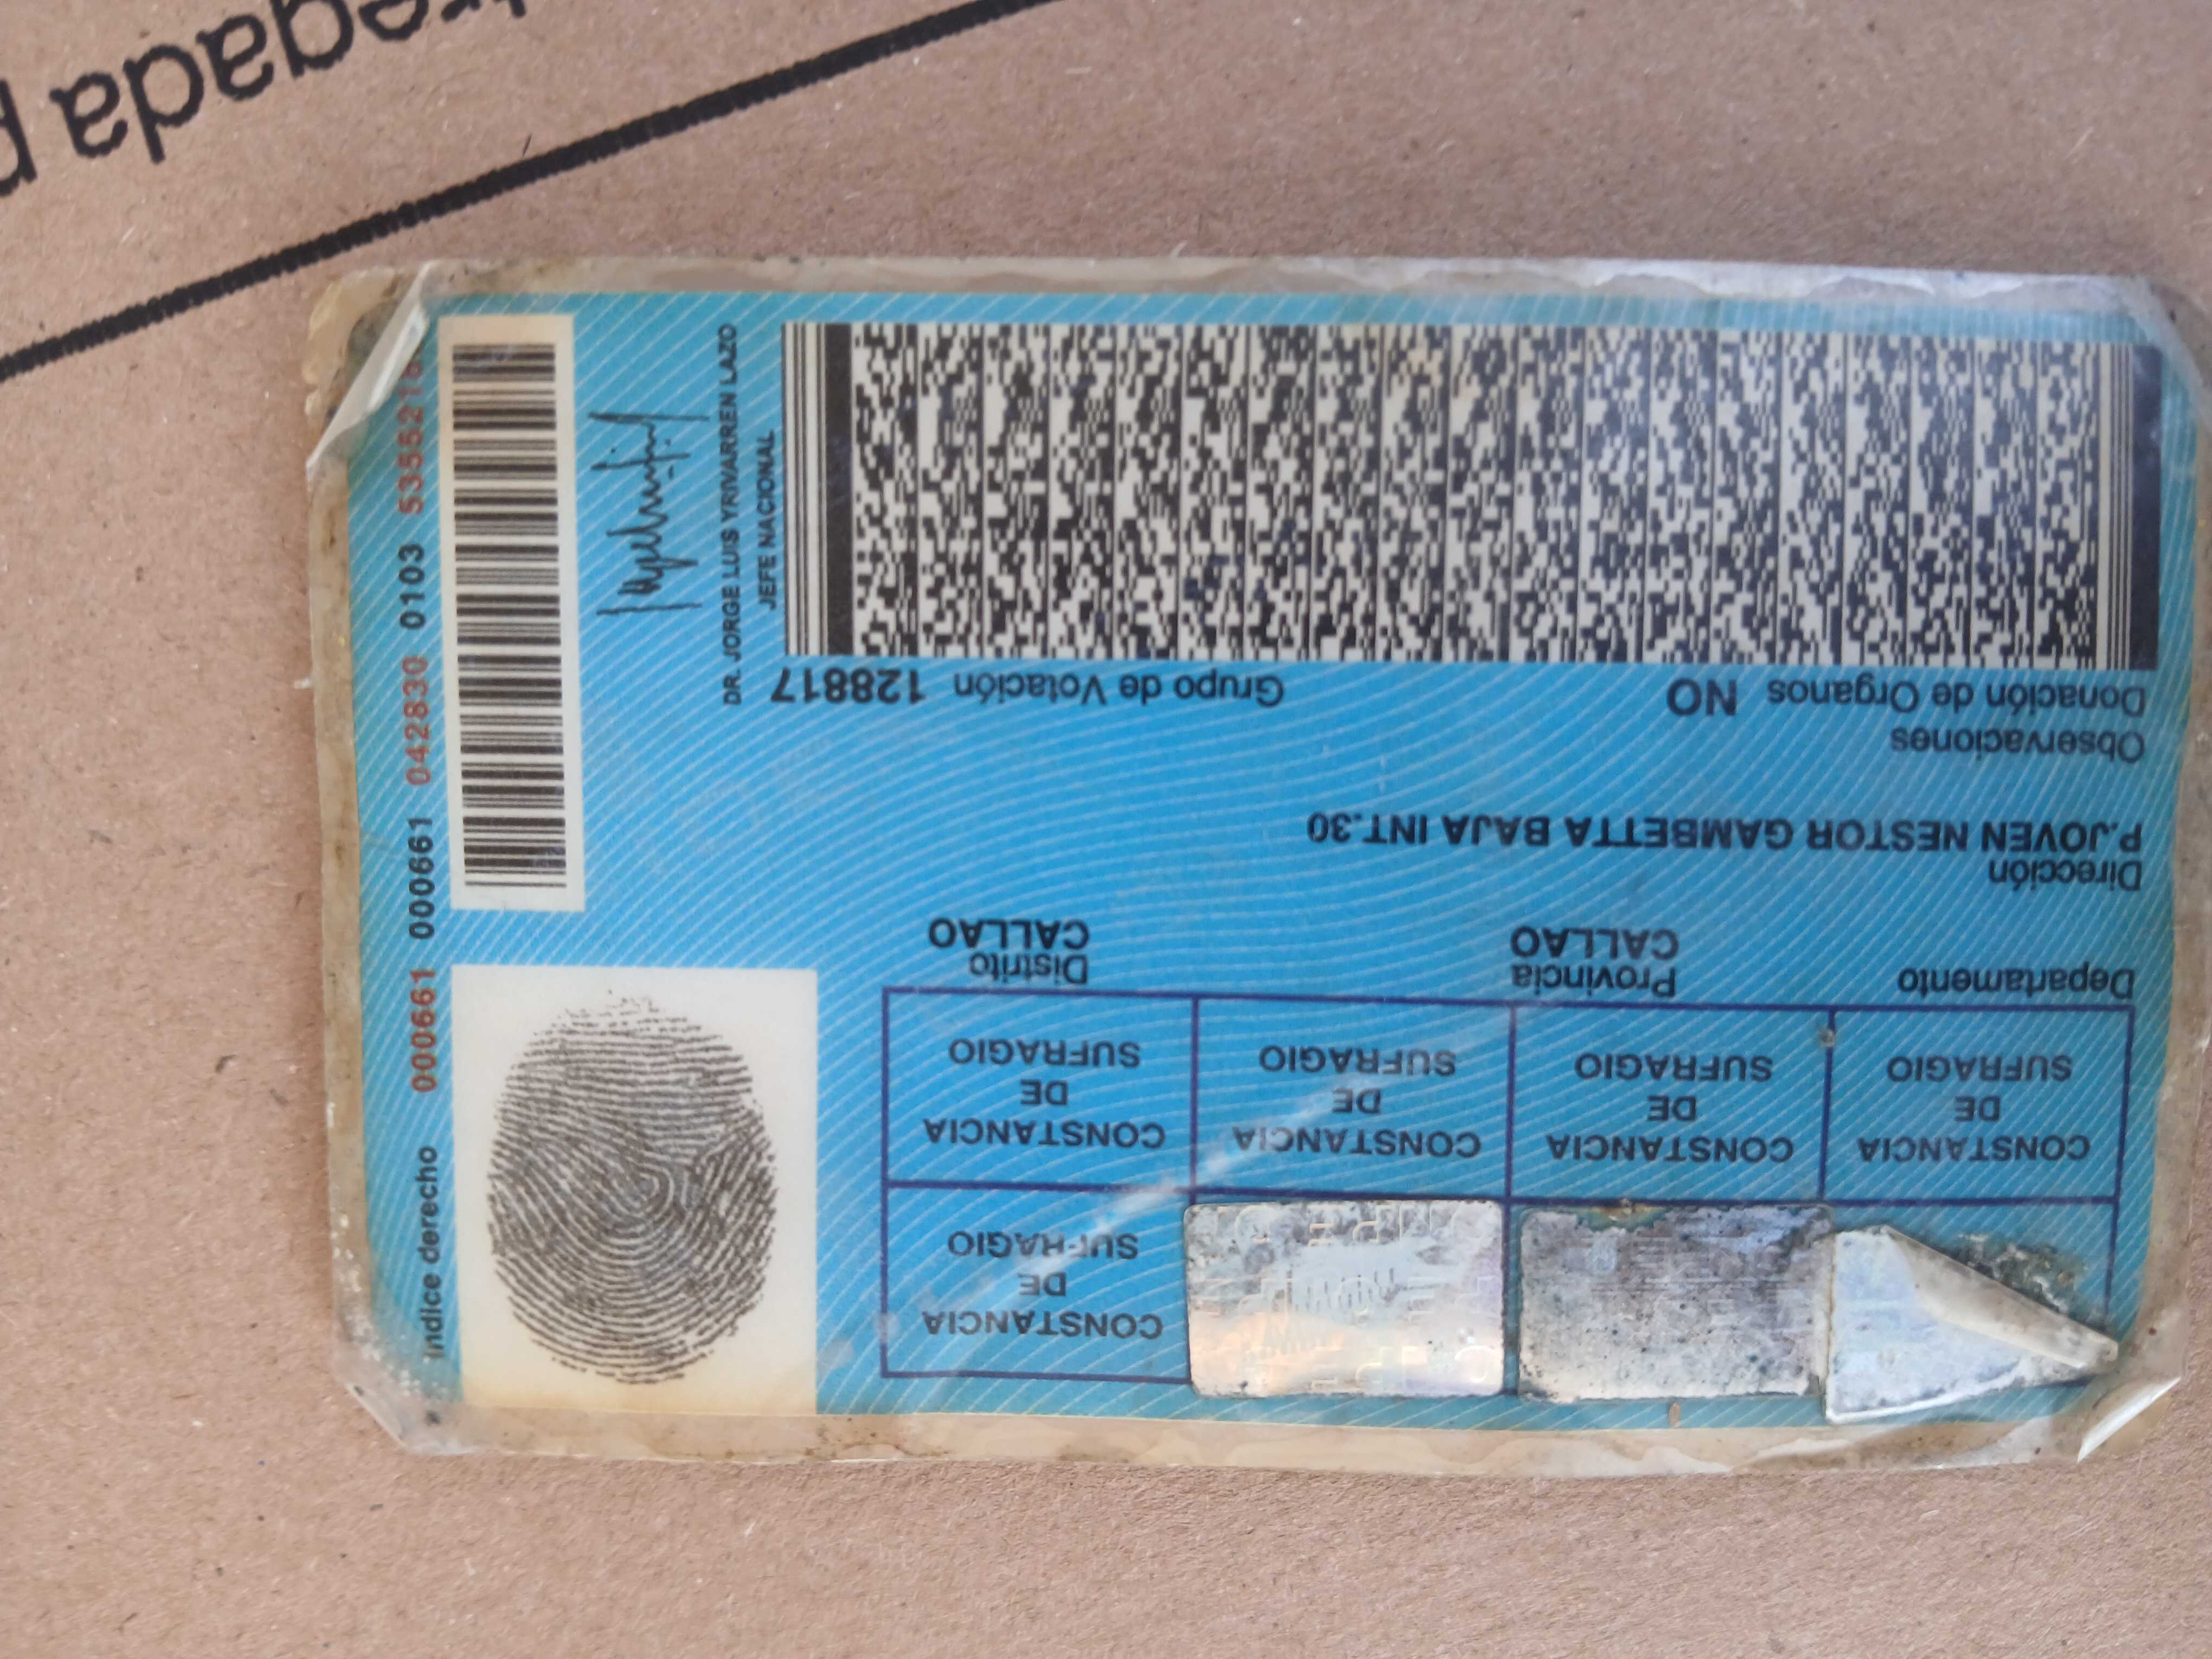 CONSTANCIA DE SUFRAGIO
CONSTANCIA DE SUFRAGIO
CONSTANCIA DE SUFRAGIO
CONSTANCIA DE SUFRAGIO
CONSTANCIA DE SUFRAGIO
Departamento
Provincia
CALLAO
Distrito
CALLAO
Dirección
P.JOVEN NESTOR GAMBETTA BAJA INT.30
Observaciones
Donación de Organos NO
Grupo de Votación 128817
DR. JORGE LUIS YRIVARREN LAZO
JEFE NACIONAL
índice derecho 000661 000661 042830 0103